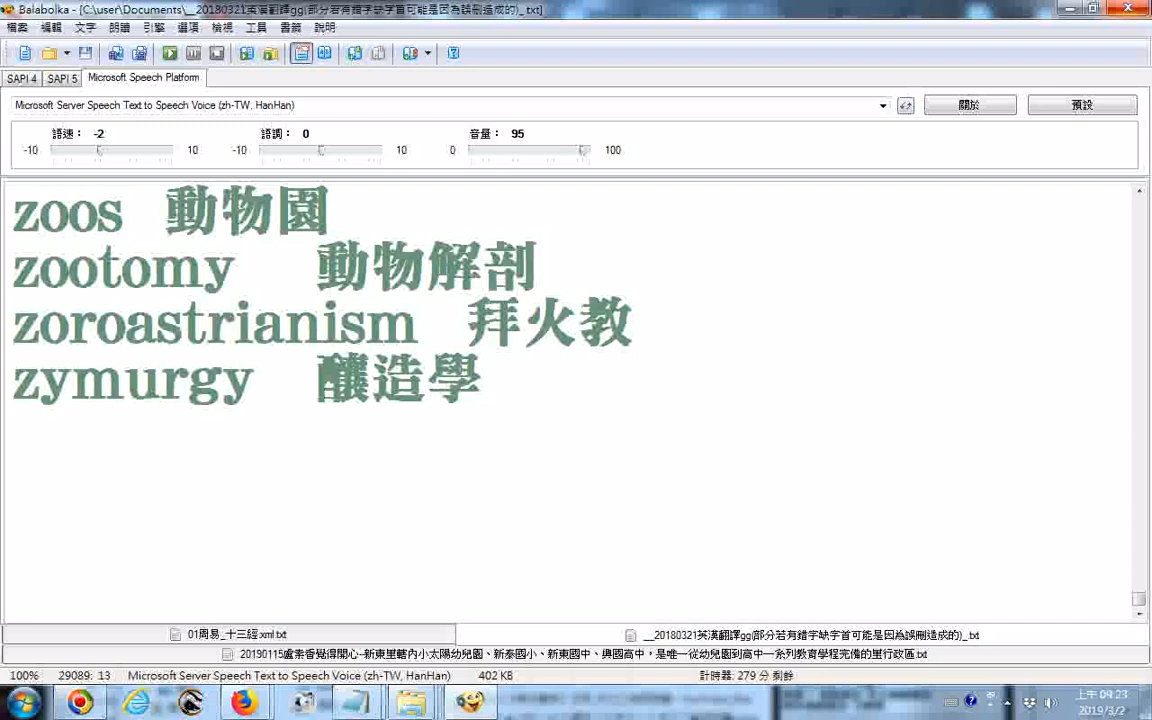 Balabolka - [C:\user\Documents\__20180321英漢翻譯gg(部分若有錯字缺字首可能是因為誤刪造成的)_.txt]
檔案 編輯 文字 朗讀 引擎 選項 檢視 工具 書籤 說明
SAPI 4 SAPI 5 Microsoft Speech Platform
Microsoft Server Speech Text to Speech Voice (zh-TW, HanHan) 關於 預設
語速： -2 語調： 0 音量： 95
-10 10 -10 10 0 100
zoos 動物園
zootomy 動物解剖
zoroastrianism 拜火教
zymurgy 釀造學
01周易_十三經.xml.txt __20180321英漢翻譯gg(部分若有錯字缺字首可能是因為誤刪造成的)_.txt
20190115盧素香覺得開心-新東里轄內小太陽幼兒園、新泰國小、新東國中、興國高中，是唯一從幼兒園到高中一系列教育學程完備的里行政區.txt
100% 29089: 13 Microsoft Server Speech Text to Speech Voice (zh-TW, HanHan) 402 KB 計時器: 279 分 剩餘
上午 09:23
2019/3/2